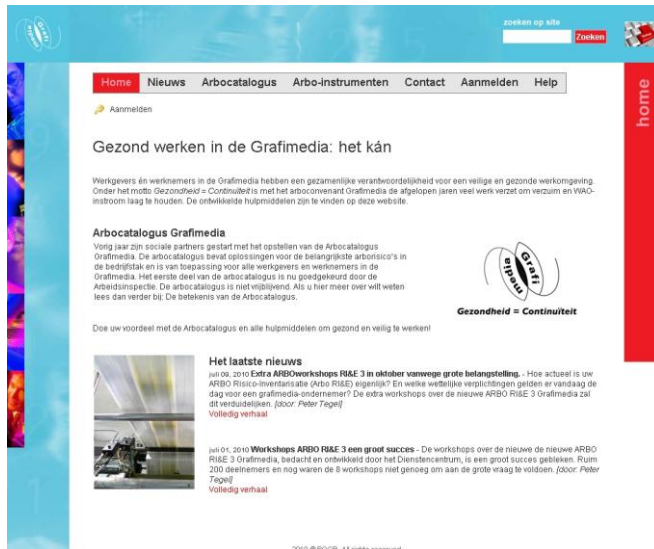 zoeken op site
Zoeken
Grafi
media
Home Nieuws Arbocatalogus Arbo-instrumenten Contact Aanmelden Help
home
Aanmelden
Gezond werken in de Grafimedia: het kán
Werkgevers én werknemers in de Grafimedia hebben een gezamenlijke verantwoordelijkheid voor een veilige en gezonde werkomgeving.
Onder het motto Gezondheid = Continuïteit is met het arboconvenant Grafimedia de afgelopen jaren veel werk verzet om verzuim en WAO-
instroom laag te houden. De ontwikkelde hulpmiddelen zijn te vinden op deze website.
Arbocatalogus Grafimedia
Vorig jaar zijn sociale partners gestart met het opstellen van de Arbocatalogus
Grafimedia. De arbocatalogus bevat oplossingen voor de belangrijkste arborisico's in
de bedrijfstak en is van toepassing voor alle werkgevers en werknemers in de
Grafimedia. Het eerste deel van de arbocatalogus is nu goedgekeurd door de
Arbeidsinspectie. De arbocatalogus is niet vrijblijvend. Als u hier meer over wilt weten
lees dan verder bij: De betekenis van de Arbocatalogus.
Grafi
media
Gezondheid = Continuïteit
Doe uw voordeel met de Arbocatalogus en alle hulpmiddelen om gezond en veilig te werken!
Het laatste nieuws
juli 09, 2010 Extra ARBOworkshops RI&E 3 in oktober vanwege grote belangstelling. - Hoe actueel is uw
ARBO Risico-Inventarisatie (Arbo RI&E) eigenlijk? En welke wettelijke verplichtingen gelden er vandaag de
dag voor een grafimedia-ondernemer? De extra workshops over de nieuwe ARBO RI&E 3 Grafimedia zal
dit verduidelijken. [door: Peter Tegel]
Volledig verhaal
juli 01, 2010 Workshops ARBO RI&E 3 een groot succes - De workshops over de nieuwe de nieuwe ARBO
RI&E 3 Grafimedia, bedacht en ontwikkeld door het Dienstencentrum, is een groot succes gebleken. Ruim
200 deelnemers en nog waren de 8 workshops niet genoeg om aan de grote vraag te voldoen. [door: Peter
Tegel]
Volledig verhaal